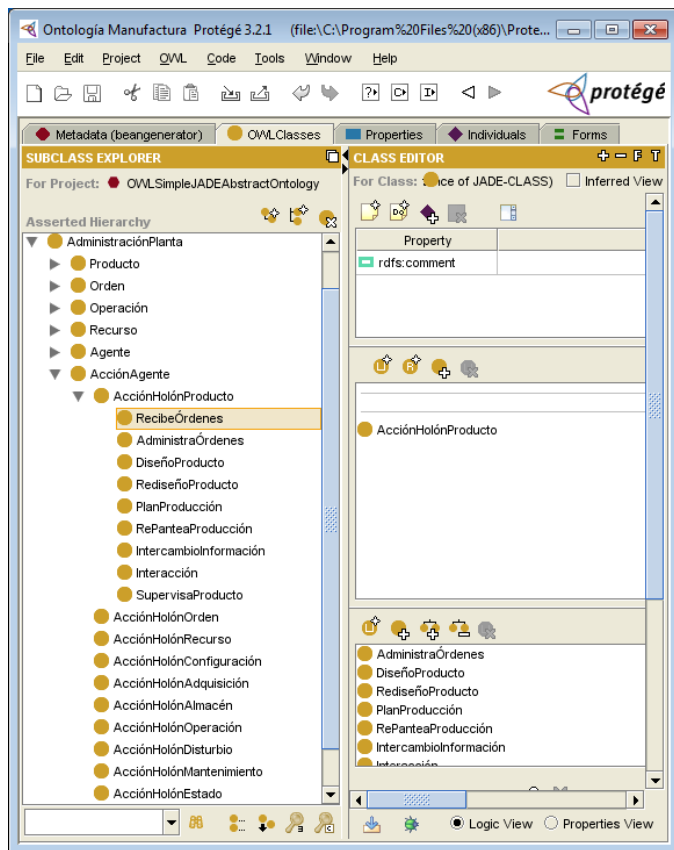 Ontología Manufactura Protégé 3.2.1 (file:\C:\Program%20Files%20(x86)\Prote...
File Edit Project OWL Code Tools Window Help
protégé
Metadata (beangenerator) OWLClasses Properties Individuals Forms
SUBCLASS EXPLORER
For Project: OWLSimpleJADEAbstractOntology
Asserted Hierarchy
AdministraciónPlanta
Producto
Orden
Operación
Recurso
Agente
AcciónAgente
AcciónHolónProducto
RecibeÓrdenes
AdministraÓrdenes
DiseñoProducto
RediseñoProducto
PlanProducción
RePanteaProducción
IntercambioInformación
Interacción
SupervisaProducto
AcciónHolónOrden
AcciónHolónRecurso
AcciónHolónConfiguración
AcciónHolónAdquisición
AcciónHolónAlmacén
AcciónHolónOperación
AcciónHolónDisturbio
AcciónHolónMantenimiento
AcciónHolónEstado
CLASS EDITOR
For Class: ce of JADE-CLASS) Inferred View
Property
rdfs:comment
AcciónHolónProducto
AdministraÓrdenes
DiseñoProducto
RediseñoProducto
PlanProducción
RePanteaProducción
IntercambioInformación
Interacción
Logic View Properties View